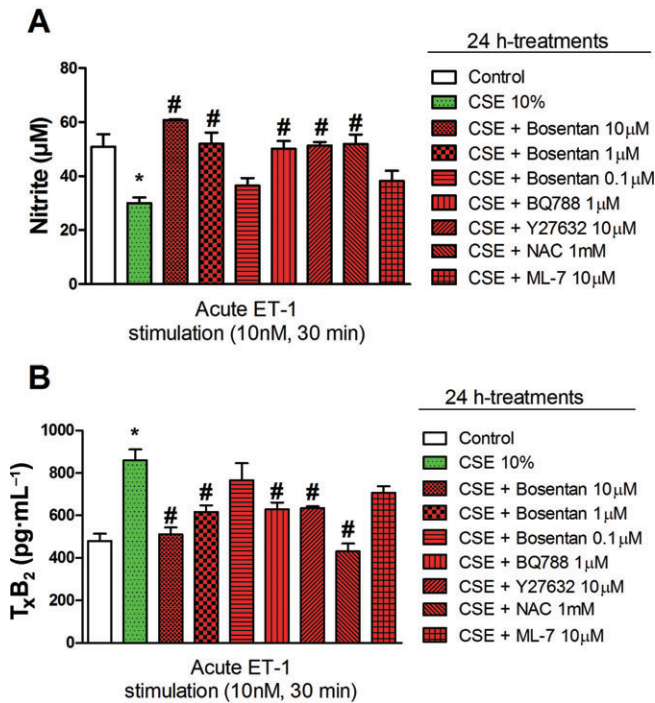 A
24 h-treatments
Control
CSE 10%
CSE + Bosentan 10μM
CSE + Bosentan 1μM
CSE + Bosentan 0.1μM
CSE + BQ788 1μM
CSE + Y27632 10μM
CSE + NAC 1mM
CSE + ML-7 10μM
Nitrite (μM)
80
60
40
20
0
*
#
#
#
#
#
Acute ET-1
stimulation (10nM, 30 min)
B
24 h-treatments
Control
CSE 10%
CSE + Bosentan 10μM
CSE + Bosentan 1μM
CSE + Bosentan 0.1μM
CSE + BQ788 1μM
CSE + Y27632 10μM
CSE + NAC 1mM
CSE + ML-7 10μM
TxB2 (pg·mL−1)
1000
800
600
400
200
0
*
#
#
#
#
#
Acute ET-1
stimulation (10nM, 30 min)